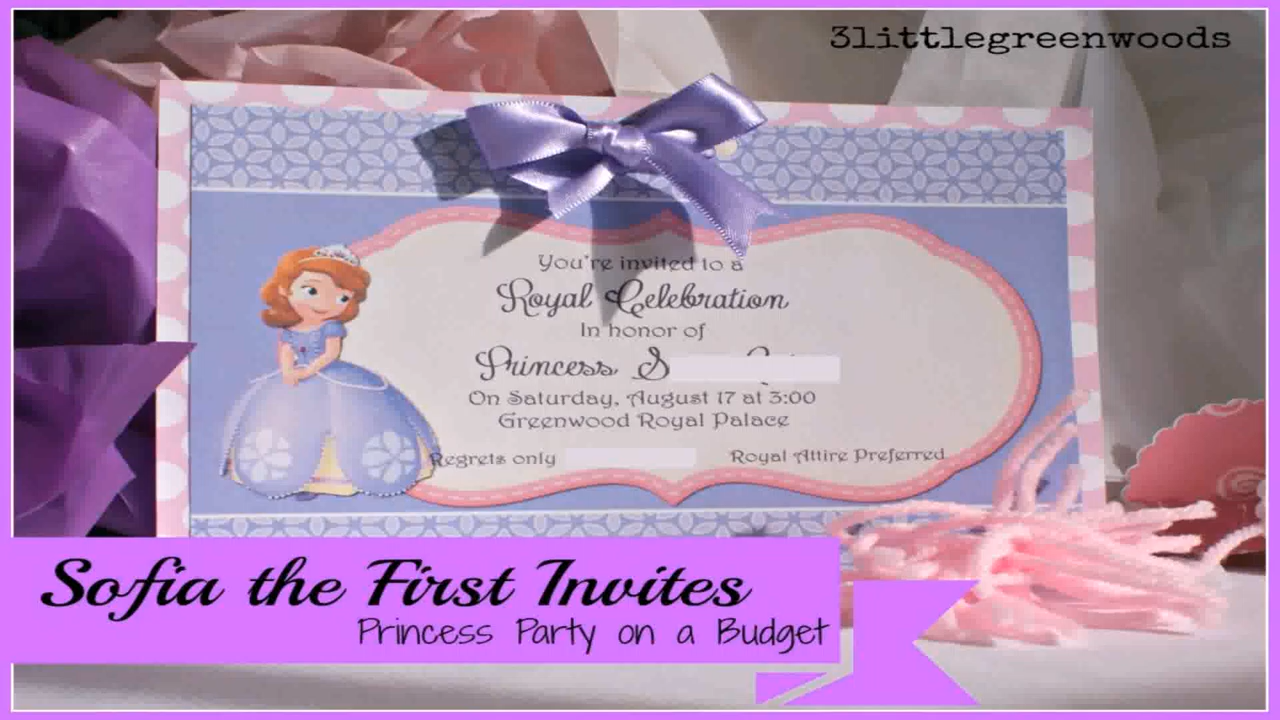 3littlegreenwoods
You're invited to a
Royal Celebration
In honor of
Princess S
On Saturday, August 17 at 3:00
Greenwood Royal Palace
Regrets only Royal Attire Preferred
Sofia the First Invites
Princess Party on a Budget